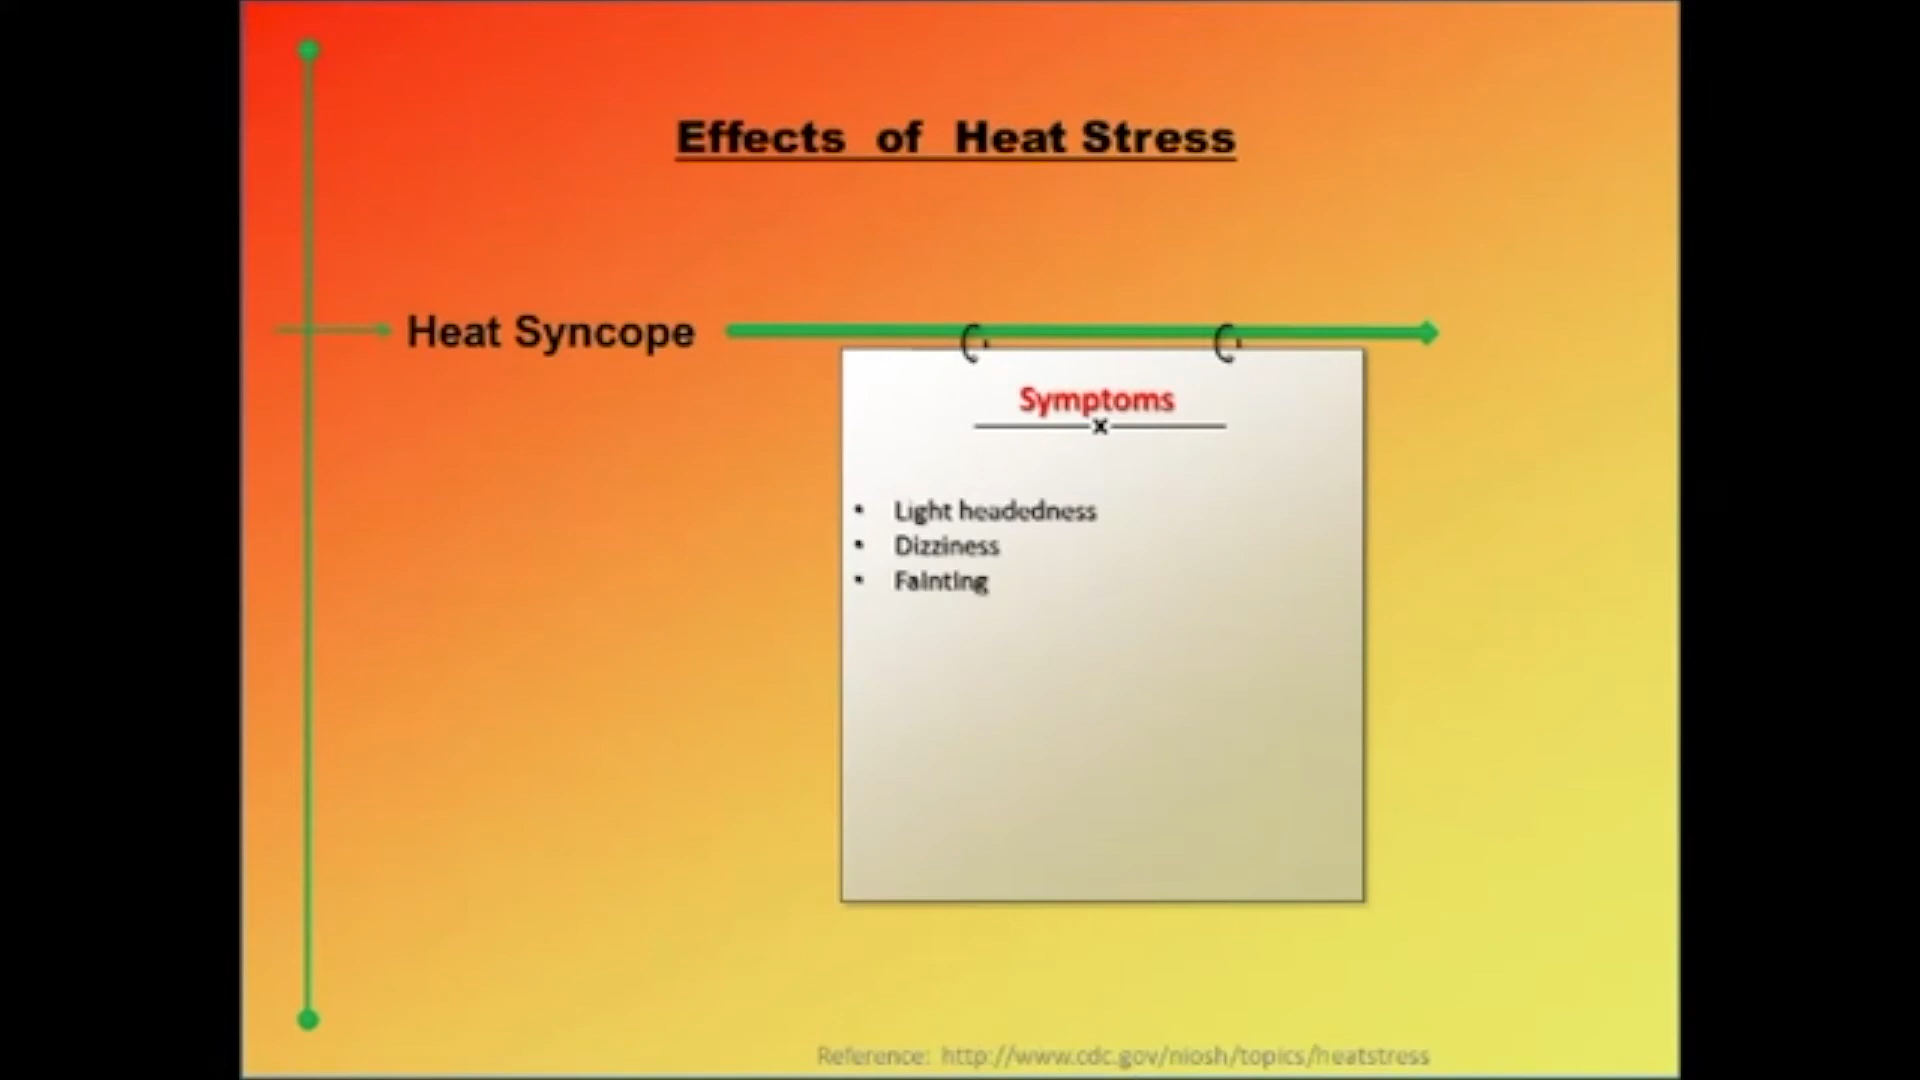 Effects of Heat Stress
Heat Syncope
Symptoms
x
• Light headedness
• Dizziness
• Fainting
Reference: http://www.cdc.gov/niosh/topics/heatstress